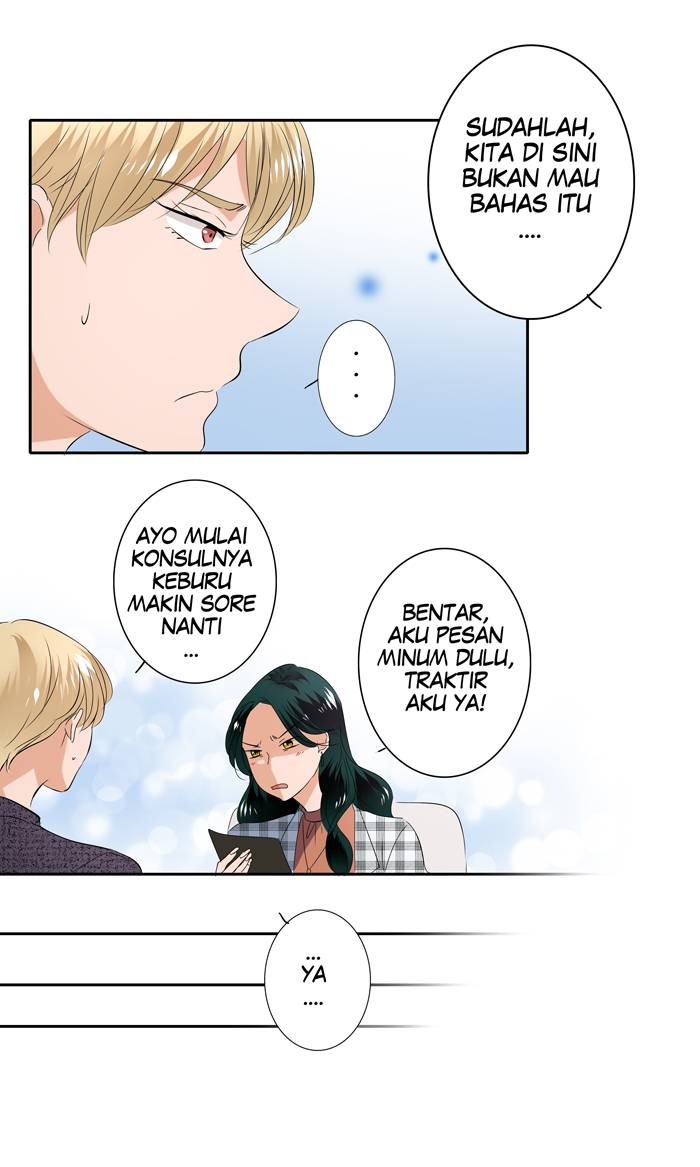 SUDAHLAH,
KITA DI SINI
BUKAN MAU
BAHAS ITU
....
...
AYO MULAI
KONSULNYA
KEBURU
MAKIN SORE
NANTI
...
BENTAR,
AKU PESAN
MINUM DULU,
TRAKTIR
AKU YA!
...
YA
....